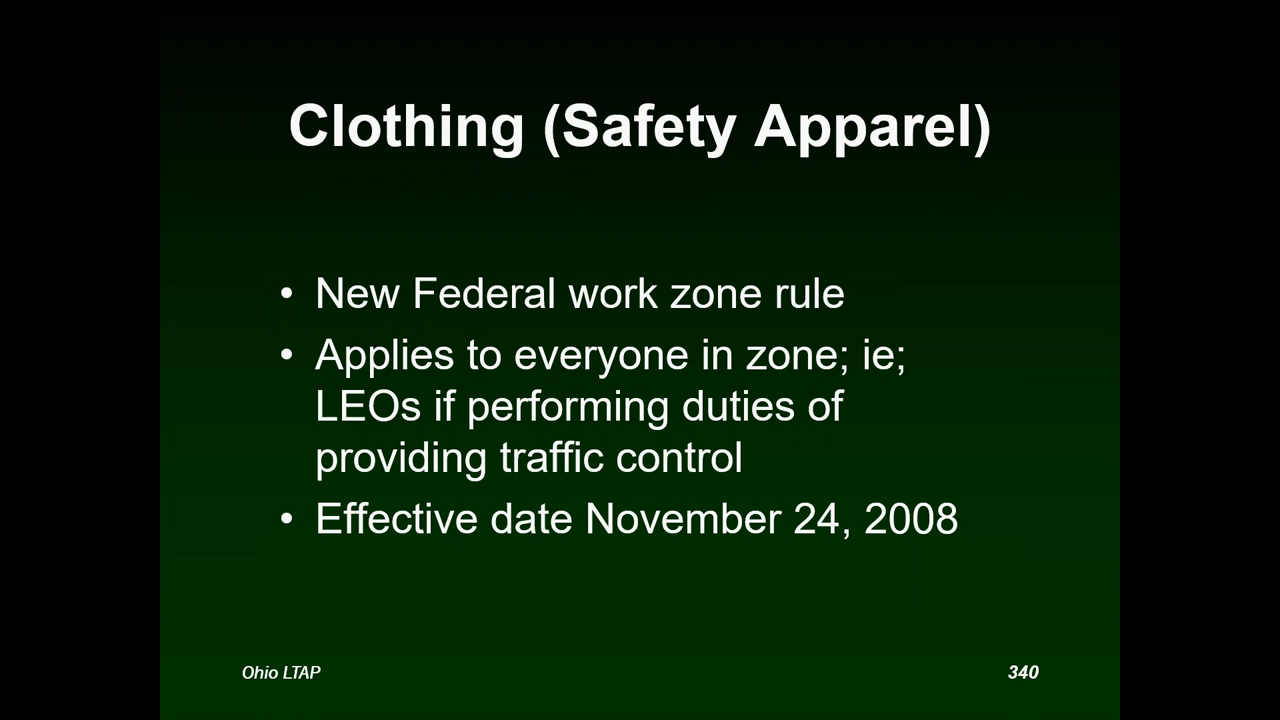 Clothing (Safety Apparel)
• New Federal work zone rule
• Applies to everyone in zone; ie;
LEOs if performing duties of
providing traffic control
• Effective date November 24, 2008
Ohio LTAP
340